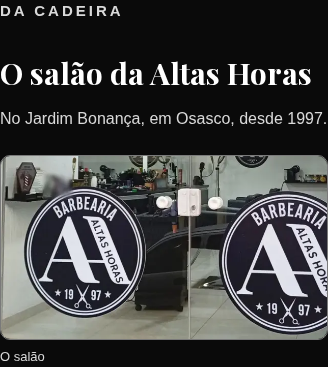 DA CADEIRA
O salão da Altas Horas
No Jardim Bonança, em Osasco, desde 1997.
BARBEARIA
AA
ALTAS HORAS
★ 19 97 ★
BARBEARIA
A
ALTAS HORAS
★ 19 97 ★
O salão